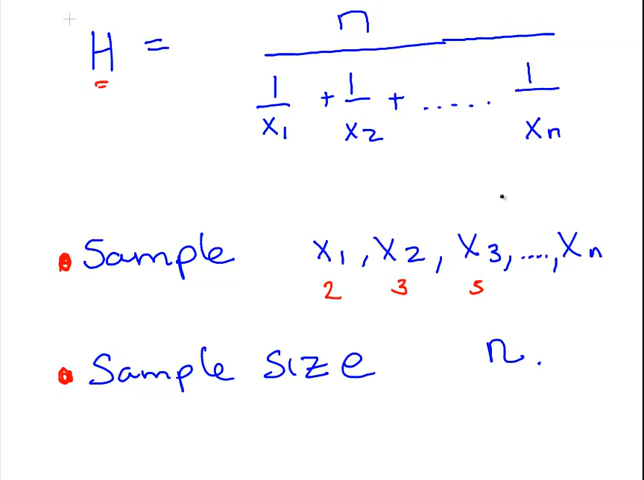 H = n
1/x1 + 1/x2 + ..... 1/xn
Sample x1, x2, x3, ...., xn
2 3 5
Sample size n.